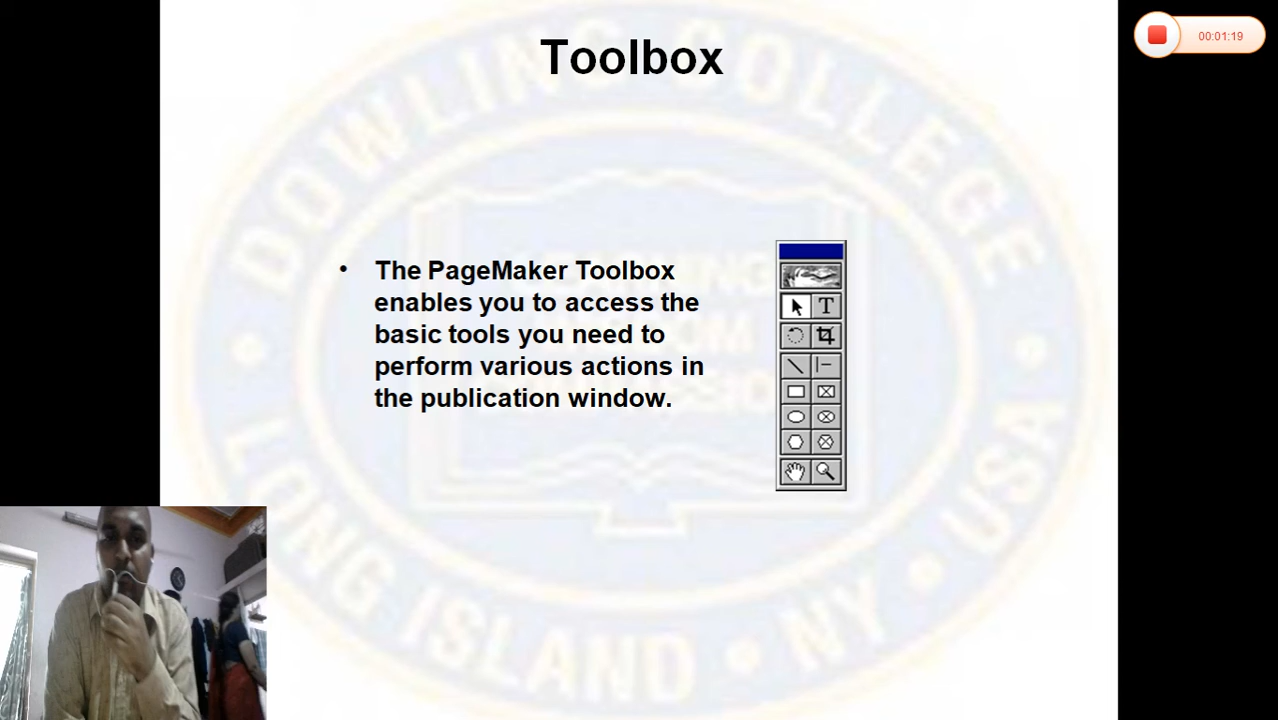 Toolbox
00:01:19
DOWLING COLLEGE
• The PageMaker Toolbox
enables you to access the
basic tools you need to
perform various actions in
the publication window.
T
LONG ISLAND • NY • USA